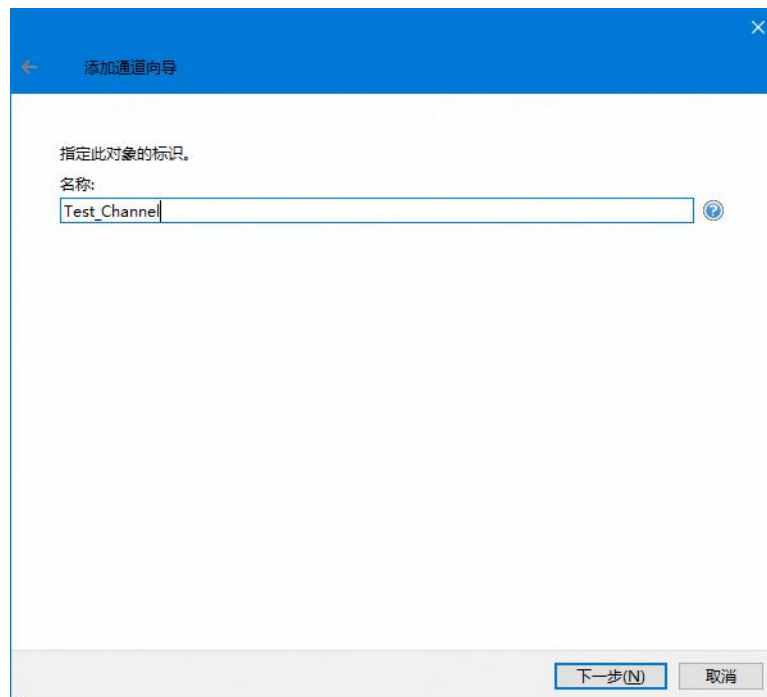 添加通道向导
指定此对象的标识。
名称:
Test_Channel
下一步(N)
取消